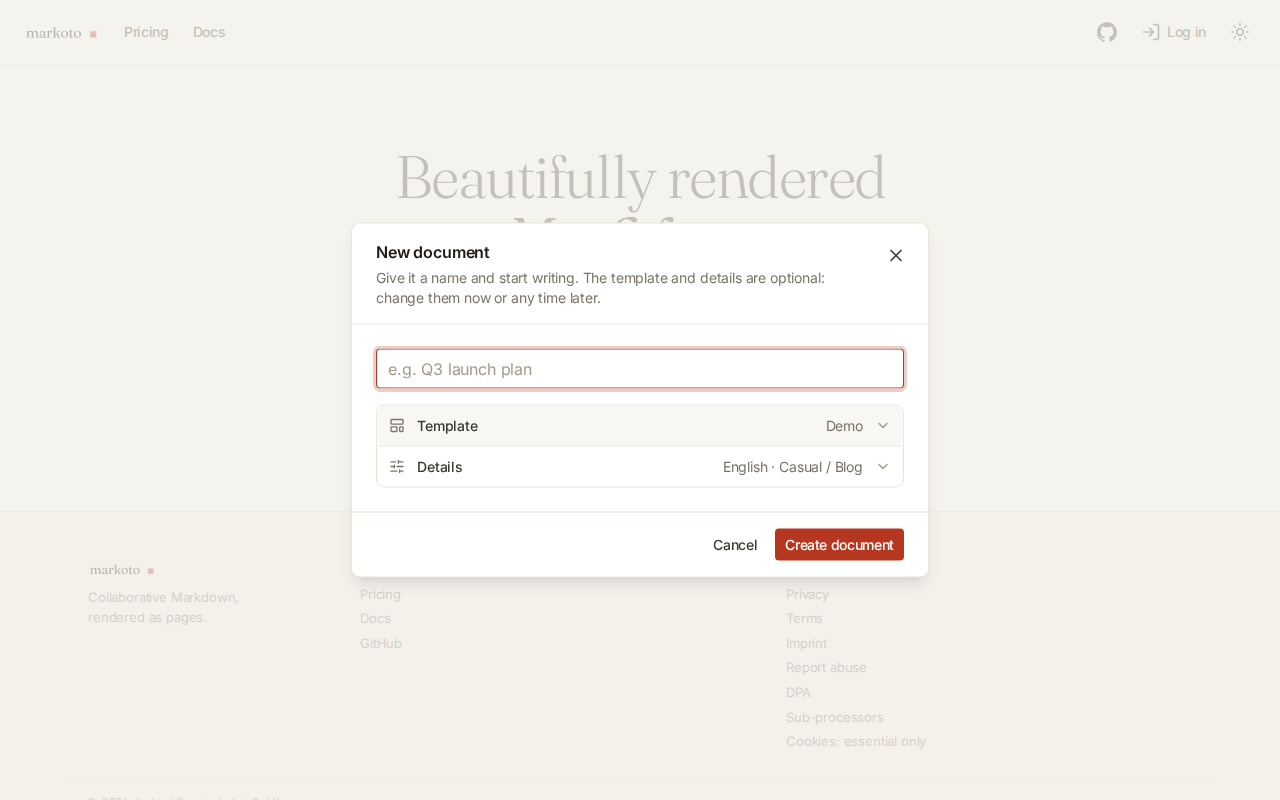 markoto
Pricing
Docs
Log in
Beautifully rendered
New document
Give it a name and start writing. The template and details are optional:
change them now or any time later.
e.g. Q3 launch plan
Template
Demo
Details
English · Casual / Blog
Cancel
Create document
markoto
Collaborative Markdown,
rendered as pages.
Pricing
Docs
GitHub
Privacy
Terms
Imprint
Report abuse
DPA
Sub-processors
Cookies: essential only